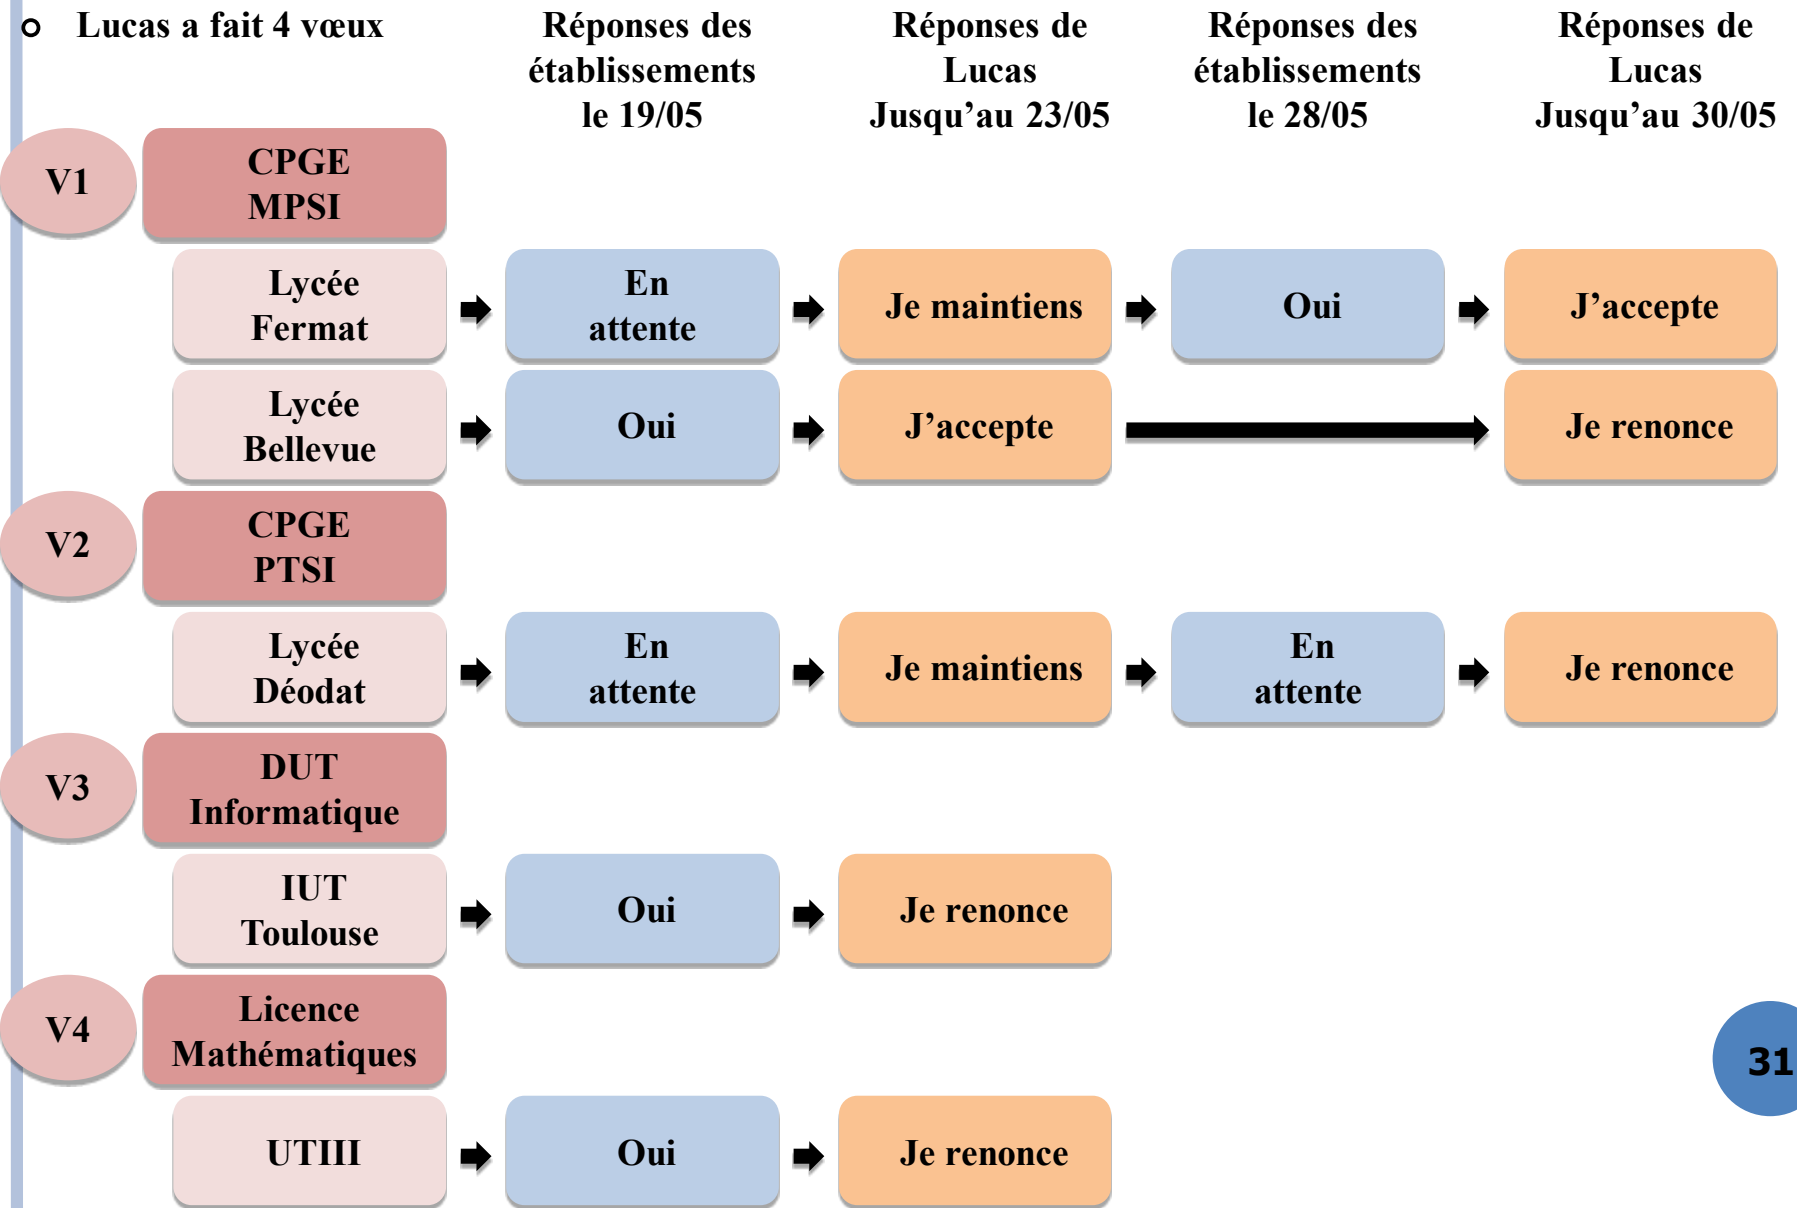 Lucas a fait 4 vœux
Réponses des
établissements
le 19/05
Réponses de
Lucas
Jusqu’au 23/05
Réponses des
établissements
le 28/05
Réponses de
Lucas
Jusqu’au 30/05
V1
CPGE
MPSI
Lycée
Fermat
En
attente
Je maintiens
Oui
J’accepte
Lycée
Bellevue
Oui
J’accepte
Je renonce
V2
CPGE
PTSI
Lycée
Déodat
En
attente
Je maintiens
En
attente
Je renonce
V3
DUT
Informatique
IUT
Toulouse
Oui
Je renonce
V4
Licence
Mathématiques
31
UTIII
Oui
Je renonce